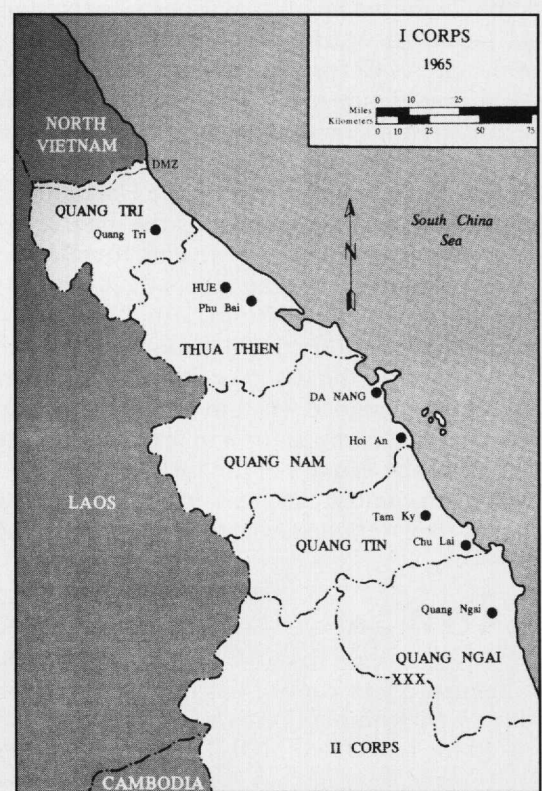 I CORPS
1965
0 10 25
Miles
Kilometers
0 10 25 50 75
NORTH
VIETNAM
DMZ
QUANG TRI
Quang Tri
South China
Sea
N
HUE
Phu Bai
THUA THIEN
DA NANG
Hoi An
QUANG NAM
LAOS
Tam Ky
QUANG TIN
Chu Lai
Quang Ngai
QUANG NGAI
XXX
II CORPS
CAMBODIA